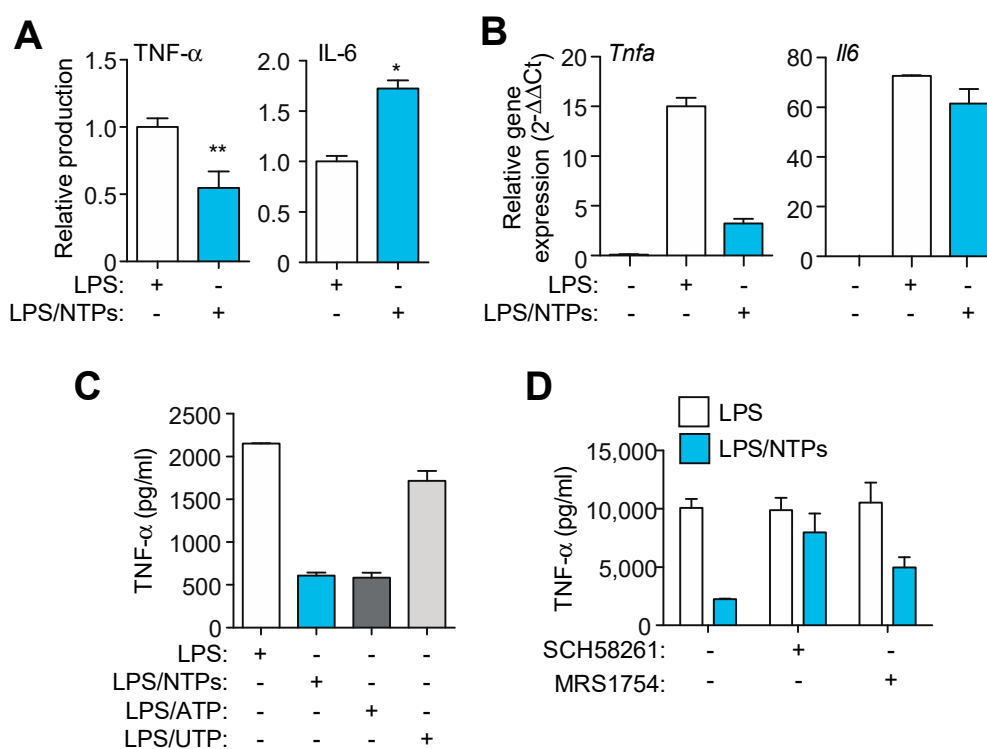 A
TNF-α
IL-6
Relative production
1.5
1.0
0.5
0
2.0
1.5
1.0
0.5
0
**
*
LPS: + - + -
LPS/NTPs: - + - +
B
Tnfa
Il6
Relative gene
expression (2-ΔΔCt)
20
15
10
5
0
80
60
40
20
0
LPS: - + - - + -
LPS/NTPs: - - + - - +
C
TNF-α (pg/ml)
2500
2000
1500
1000
500
0
LPS: + - - -
LPS/NTPs: - + - -
LPS/ATP: - - + -
LPS/UTP: - - - +
D
LPS
LPS/NTPs
TNF-α (pg/ml)
15,000
10,000
5,000
0
SCH58261: - + -
MRS1754: - - +